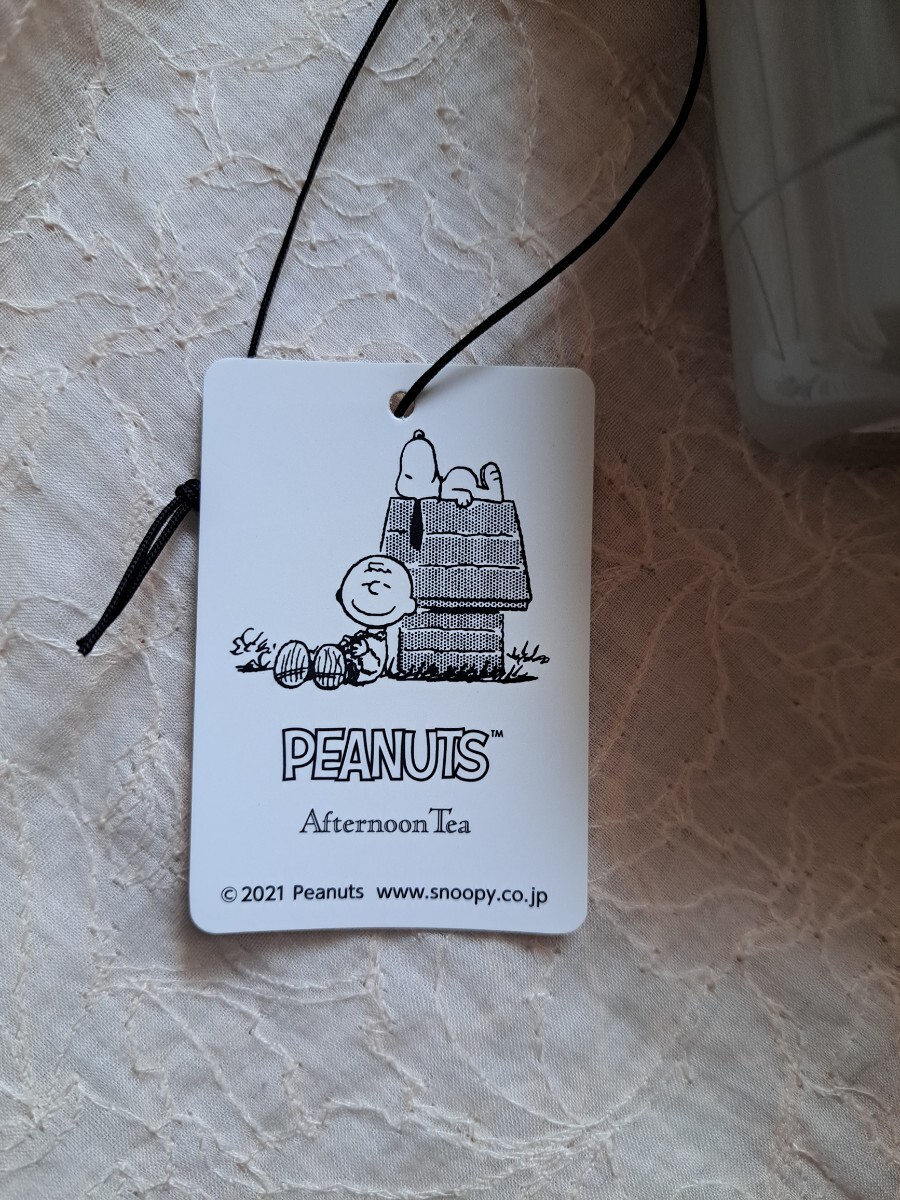 PEANUTS™
Afternoon Tea
© 2021 Peanuts www.snoopy.co.jp